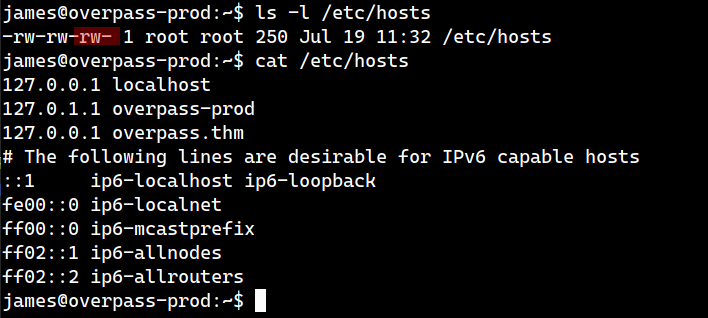 james@overpass-prod:~$ ls -l /etc/hosts
-rw-rw-rw- 1 root root 250 Jul 19 11:32 /etc/hosts
james@overpass-prod:~$ cat /etc/hosts
127.0.0.1 localhost
127.0.1.1 overpass-prod
127.0.0.1 overpass.thm
# The following lines are desirable for IPv6 capable hosts
::1     ip6-localhost ip6-loopback
fe00::0 ip6-localnet
ff00::0 ip6-mcastprefix
ff02::1 ip6-allnodes
ff02::2 ip6-allrouters
james@overpass-prod:~$